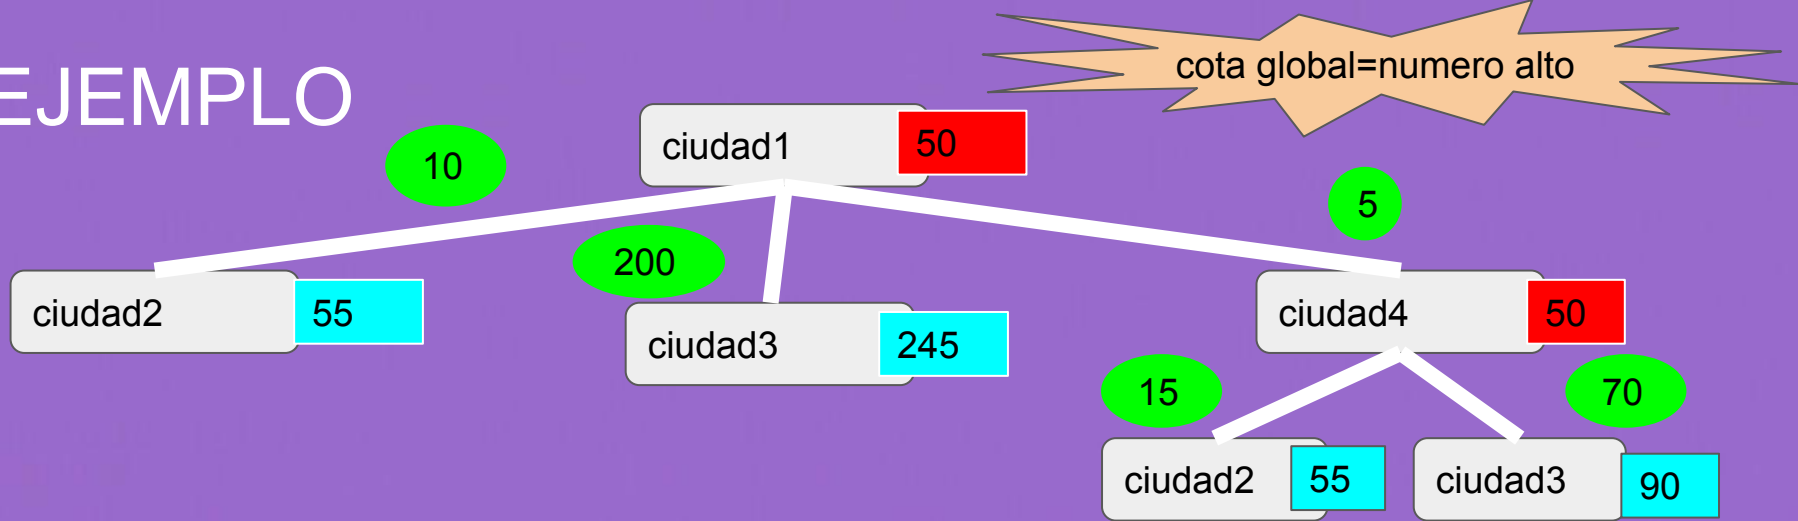 EJEMPLO
cota global=numero alto
ciudad1 50
10
5
200
ciudad2 55
ciudad3 245
ciudad4 50
15
70
ciudad2 55
ciudad3 90